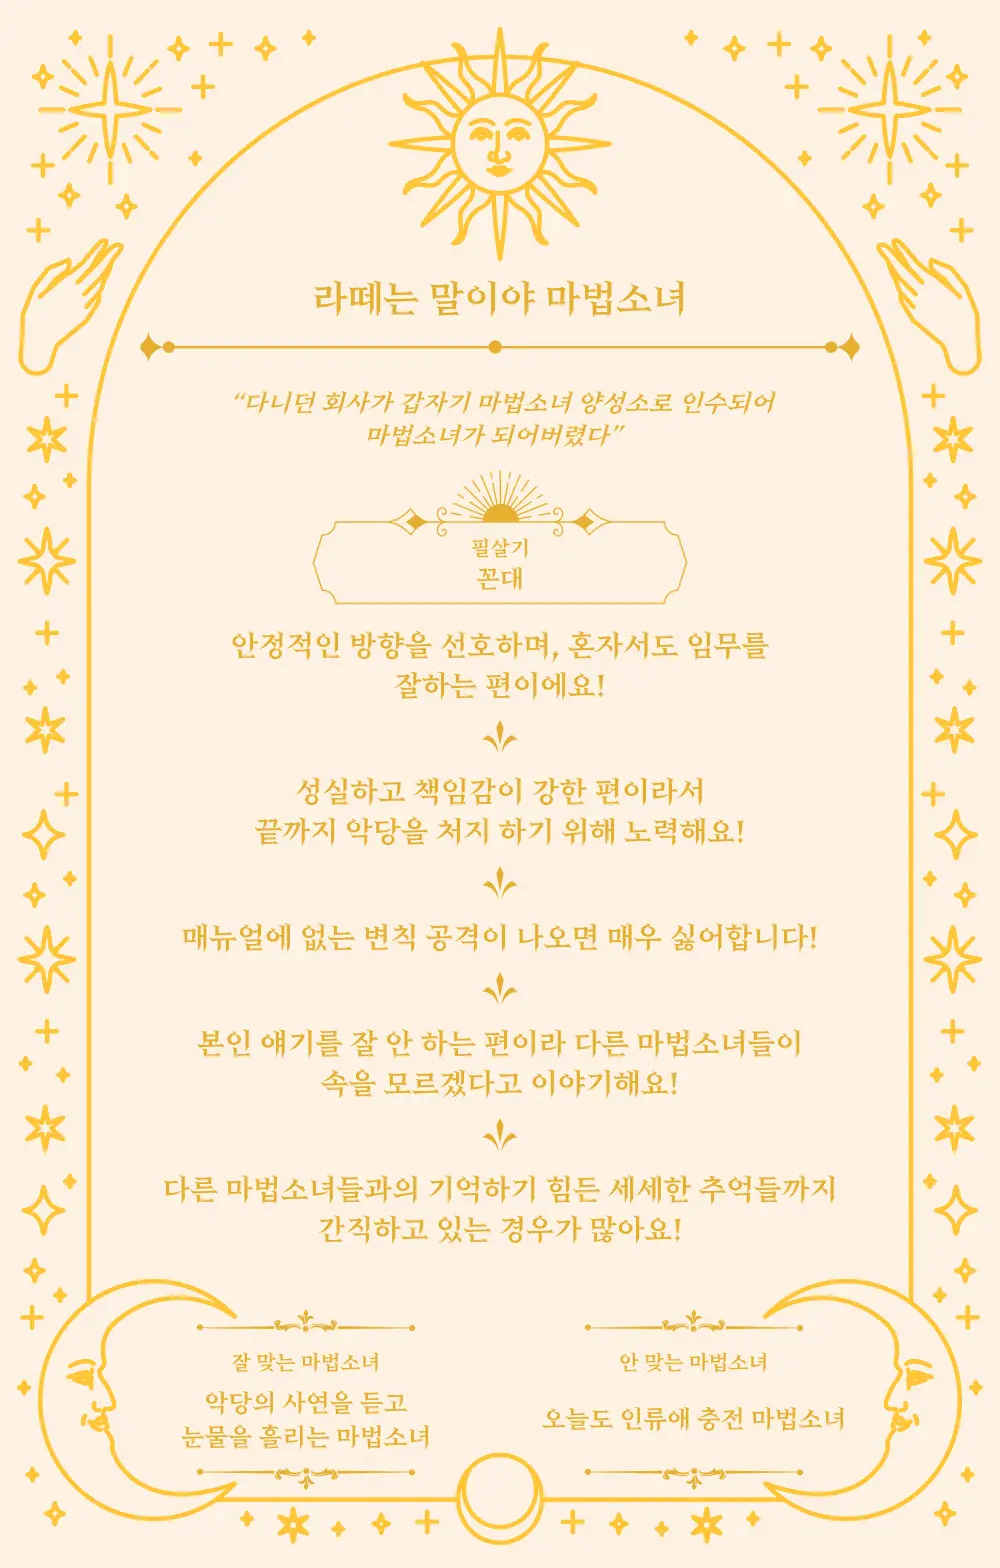 라떼는 말이야 마법소녀
“다니던 회사가 갑자기 마법소녀 양성소로 인수되어
마법소녀가 되어버렸다”
필살기
꼰대
안정적인 방향을 선호하며, 혼자서도 임무를
잘하는 편이에요!
성실하고 책임감이 강한 편이라서
끝까지 악당을 처지 하기 위해 노력해요!
매뉴얼에 없는 변칙 공격이 나오면 매우 싫어합니다!
본인 얘기를 잘 안 하는 편이라 다른 마법소녀들이
속을 모르겠다고 이야기해요!
다른 마법소녀들과의 기억하기 힘든 세세한 추억들까지
간직하고 있는 경우가 많아요!
잘 맞는 마법소녀
악당의 사연을 듣고
눈물을 흘리는 마법소녀
안 맞는 마법소녀
오늘도 인류애 충전 마법소녀